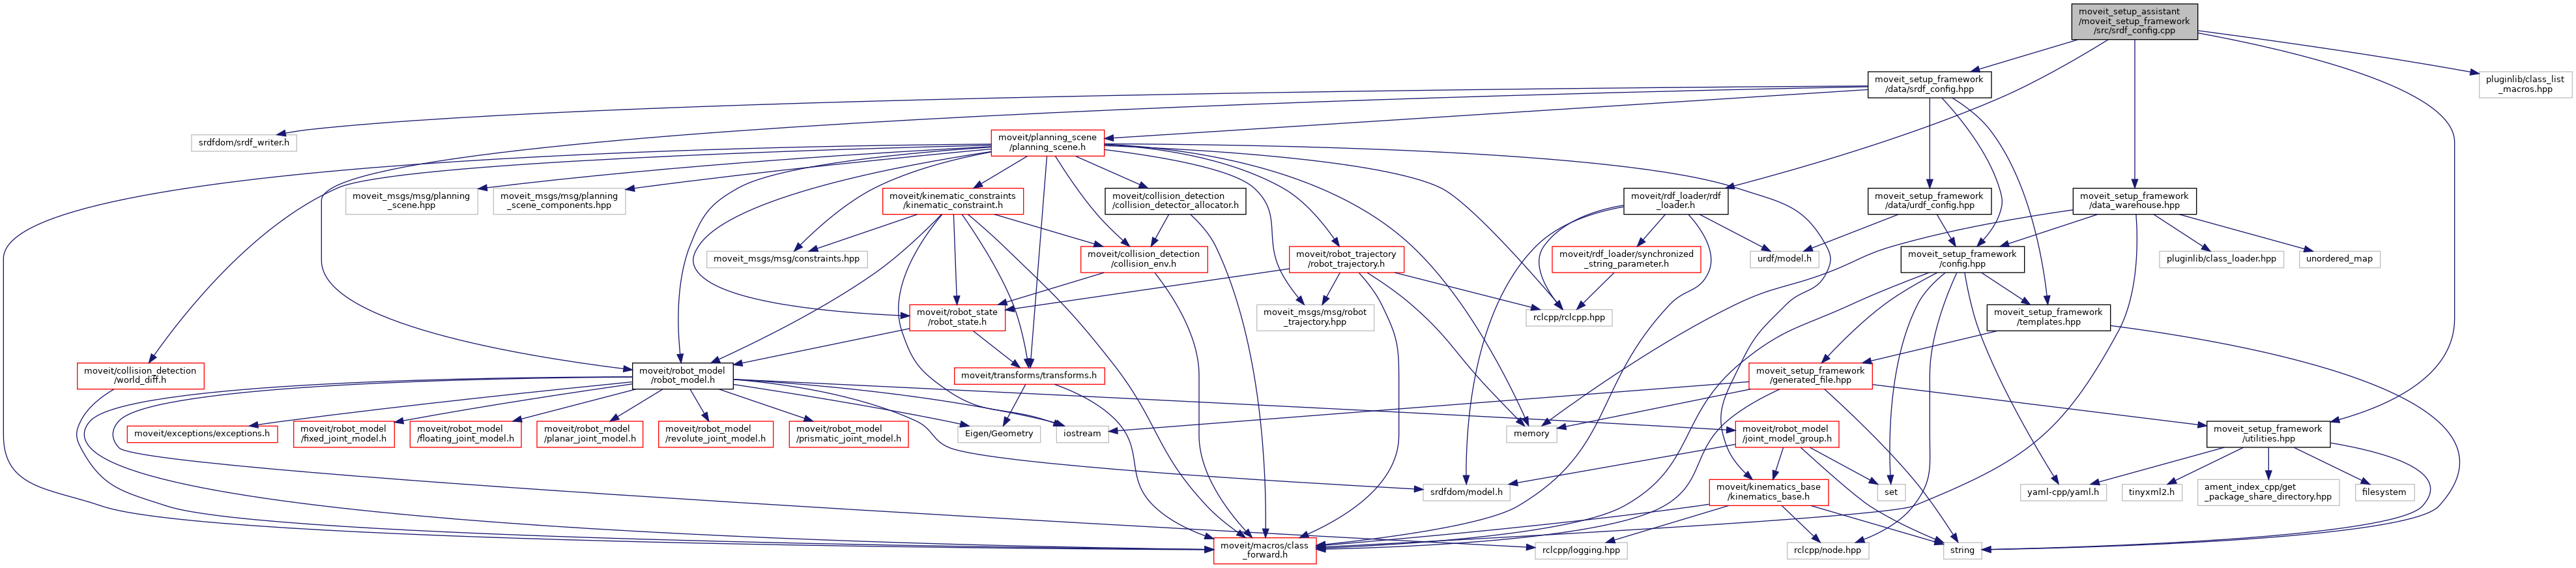 moveit_setup_assistant
/moveit_setup_framework
/src/srdf_config.cpp
moveit_setup_framework
/data/srdf_config.hpp
pluginlib/class_list
_macros.hpp
srdfdom/srdf_writer.h
moveit/planning_scene
/planning_scene.h
moveit_msgs/msg/planning
_scene.hpp
moveit_msgs/msg/planning
_scene_components.hpp
moveit/kinematic_constraints
/kinematic_constraint.h
moveit/collision_detection
/collision_detector_allocator.h
moveit/rdf_loader/rdf
_loader.h
moveit_setup_framework
/data/urdf_config.hpp
moveit_setup_framework
/data_warehouse.hpp
moveit_msgs/msg/constraints.hpp
moveit/collision_detection
/collision_env.h
moveit/robot_trajectory
/robot_trajectory.h
moveit/rdf_loader/synchronized
_string_parameter.h
urdf/model.h
moveit_setup_framework
/config.hpp
pluginlib/class_loader.hpp
unordered_map
moveit/robot_state
/robot_state.h
moveit_msgs/msg/robot
_trajectory.hpp
rclcpp/rclcpp.hpp
moveit_setup_framework
/templates.hpp
moveit/collision_detection
/world_diff.h
moveit/robot_model
/robot_model.h
moveit/transforms/transforms.h
moveit_setup_framework
/generated_file.hpp
moveit/exceptions/exceptions.h
moveit/robot_model
/fixed_joint_model.h
moveit/robot_model
/floating_joint_model.h
moveit/robot_model
/planar_joint_model.h
moveit/robot_model
/revolute_joint_model.h
moveit/robot_model
/prismatic_joint_model.h
Eigen/Geometry
iostream
memory
moveit/robot_model
/joint_model_group.h
moveit_setup_framework
/utilities.hpp
srdfdom/model.h
moveit/kinematics_base
/kinematics_base.h
set
yaml-cpp/yaml.h
tinyxml2.h
ament_index_cpp/get
_package_share_directory.hpp
filesystem
moveit/macros/class
_forward.h
rclcpp/logging.hpp
rclcpp/node.hpp
string